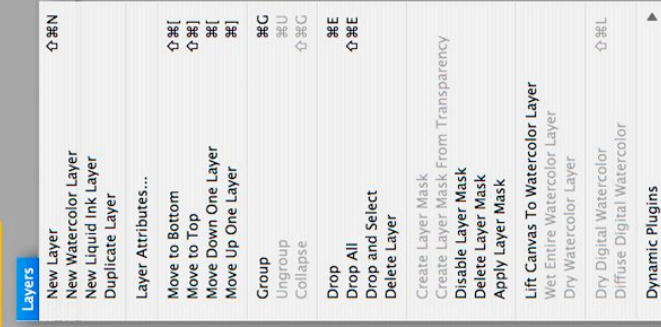 Layers
New Layer ⇧⌘N
New Watercolor Layer
New Liquid Ink Layer
Duplicate Layer
Layer Attributes...
Move to Bottom ⇧⌘[
Move to Top ⇧⌘]
Move Down One Layer ⌘[
Move Up One Layer ⌘]
Group ⌘G
Ungroup ⌘U
Collapse ⇧⌘G
Drop ⌘E
Drop All ⇧⌘E
Drop and Select
Delete Layer
Create Layer Mask
Create Layer Mask From Transparency
Disable Layer Mask
Delete Layer Mask
Apply Layer Mask
Lift Canvas To Watercolor Layer
Wet Entire Watercolor Layer
Dry Watercolor Layer
Dry Digital Watercolor ⇧⌘L
Diffuse Digital Watercolor
Dynamic Plugins